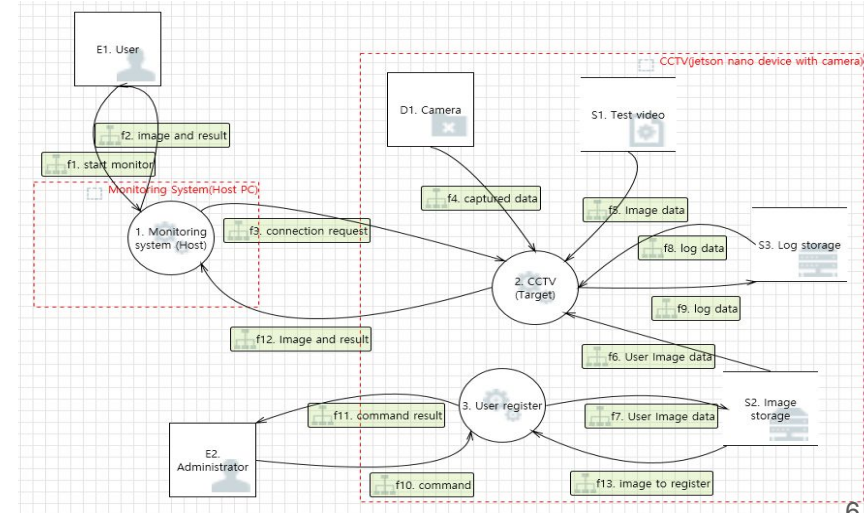 E1. User
CCTV(jetson nano device with camera)
D1. Camera
S1. Test video
f2. image and result
f1. start monitor
Monitoring System(Host PC)
f4. captured data
f5. Image data
1. Monitoring
system (Host)
f3. connection request
f8. log data
S3. Log storage
2. CCTV
(Target)
f9. log data
f12. Image and result
f6. User Image data
3. User register
f11. command result
f7. User Image data
S2. Image
storage
E2.
Administrator
f10. command
f13. image to register
6